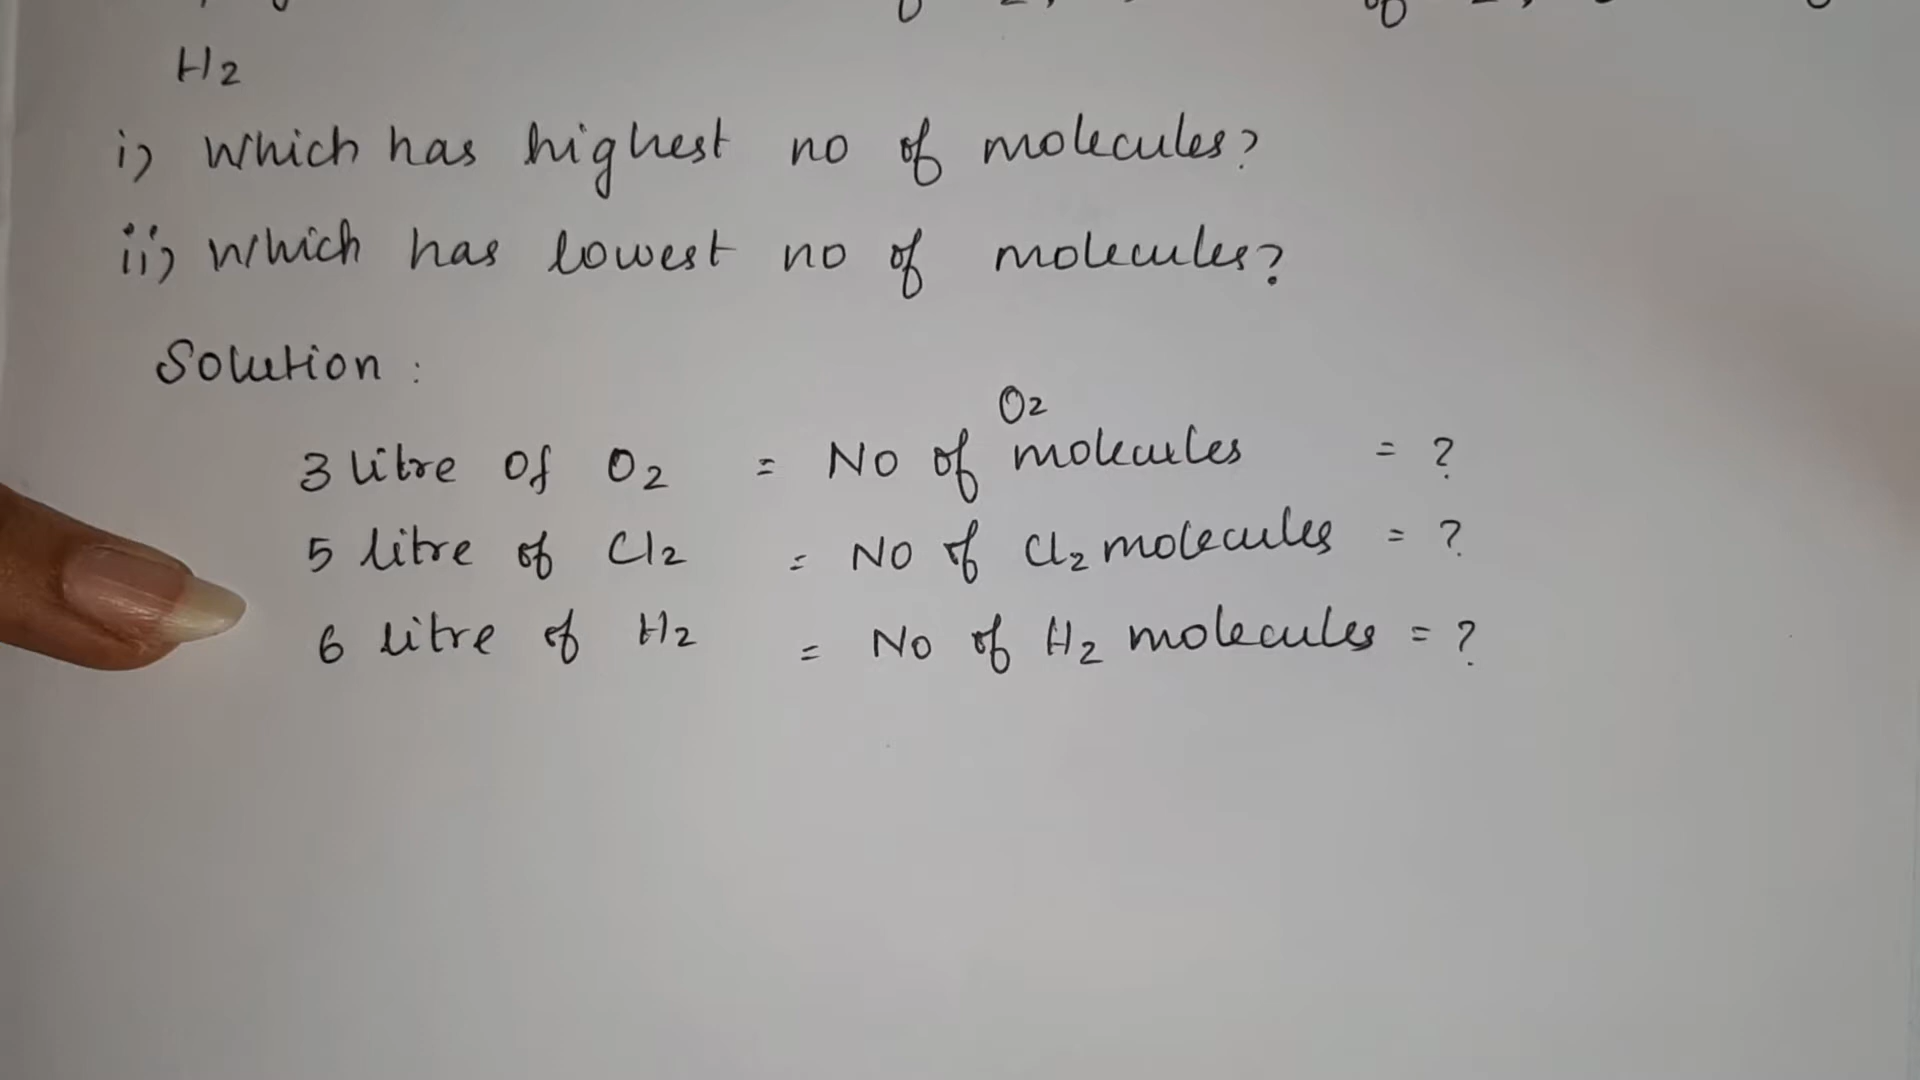 H2
i) Which has highest no of molecules?
ii) Which has lowest no of molecules?
Solution :
3 litre of O2 = No of O2 molecules = ?
5 litre of Cl2 = No of Cl2 molecules = ?
6 litre of H2 = No of H2 molecules = ?